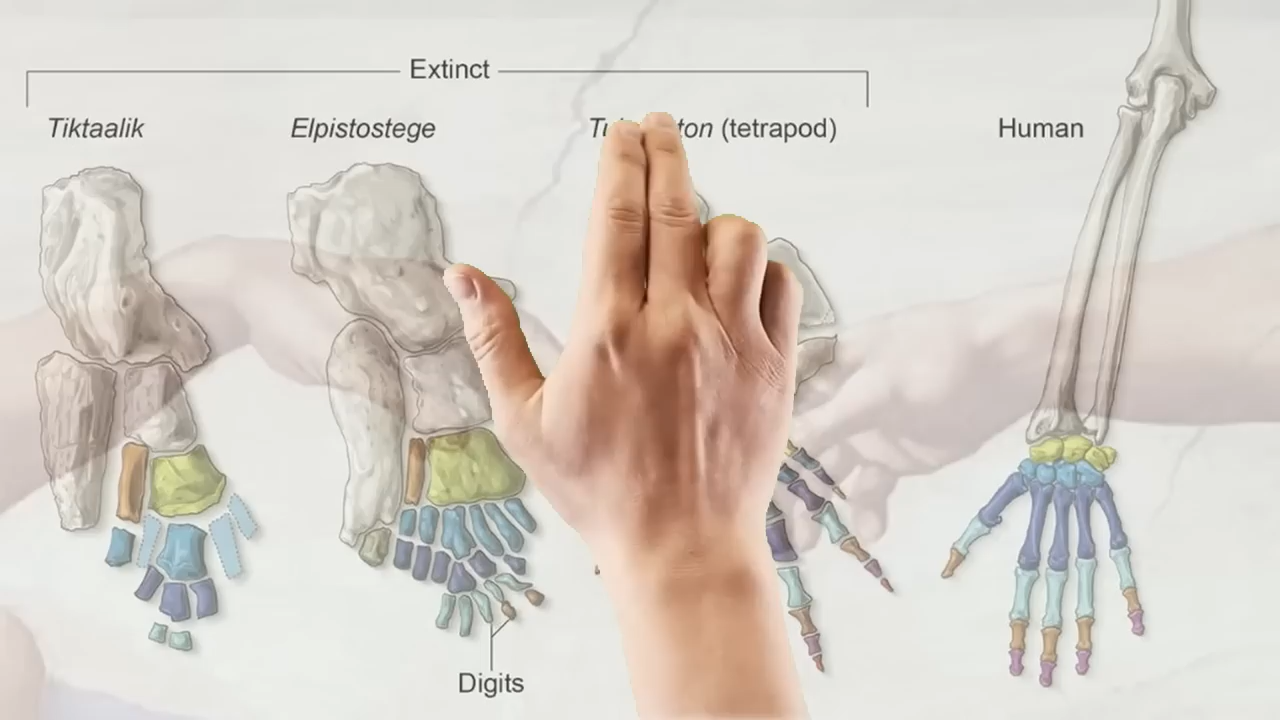 Extinct
Tiktaalik
Elpistostege
(tetrapod)
Human
Digits